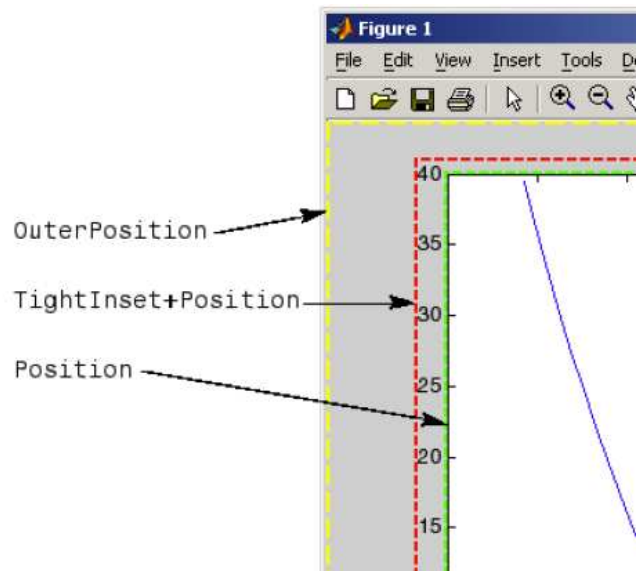 Figure 1
File Edit View Insert Tools
40
35
OuterPosition
TightInset+Position
30
Position
25
20
15